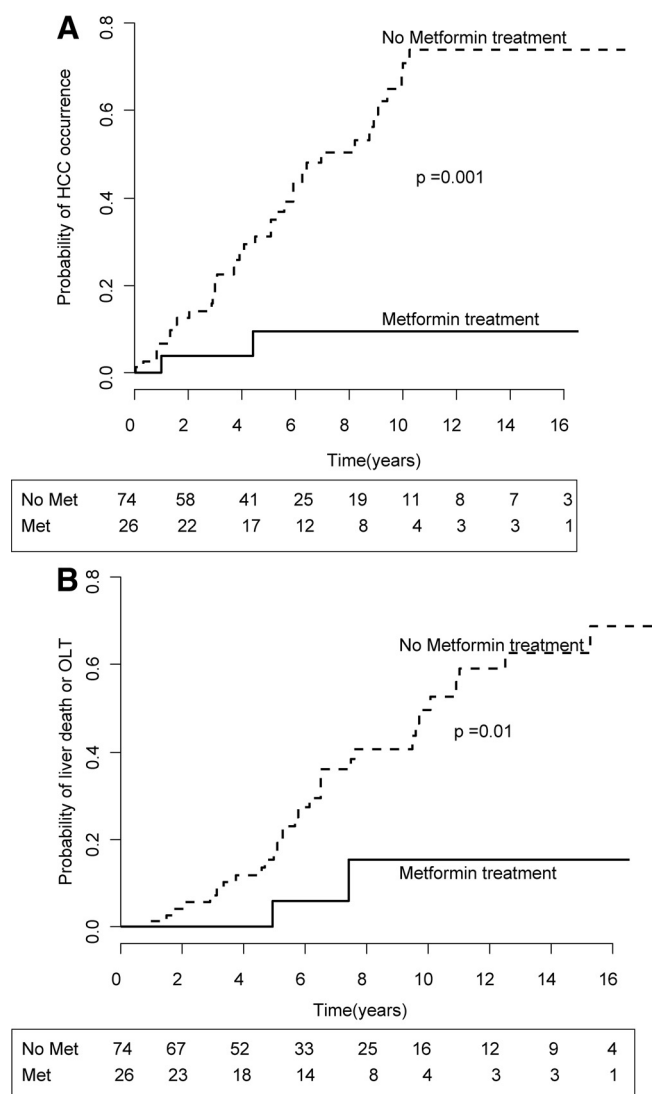 A
Probability of HCC occurrence
0.8
0.6
0.4
0.2
0.0
No Metformin treatment
p =0.001
Metformin treatment
0 2 4 6 8 10 12 14 16
Time(years)
No Met 74 58 41 25 19 11 8 7 3
Met 26 22 17 12 8 4 3 3 1
B
Probability of liver death or OLT
0.8
0.6
0.4
0.2
0.0
No Metformin treatment
p =0.01
Metformin treatment
0 2 4 6 8 10 12 14 16
Time(years)
No Met 74 67 52 33 25 16 12 9 4
Met 26 23 18 14 8 4 3 3 1